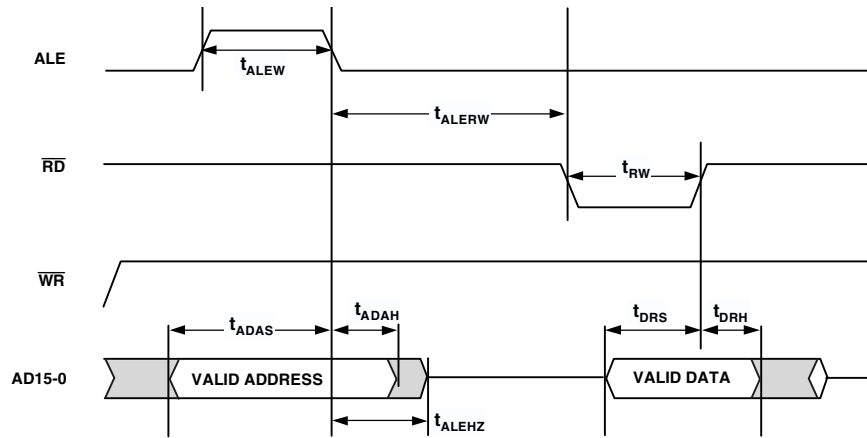 ALE
tALEW
tALERW
RD
tRW
WR
tADAS
tADAH
tDRS
tDRH
AD15-0
VALID ADDRESS
VALID DATA
tALEHZ